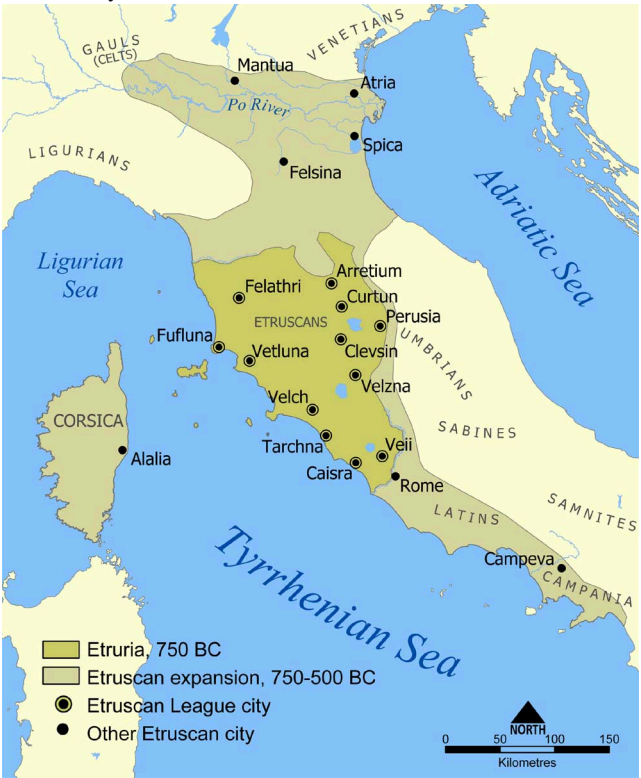 GAULS
(CELTS)
VENETIANS
Mantua
Atria
Po River
Spica
LIGURIANS
Felsina
Adriatic Sea
Ligurian
Sea
Arretium
Felathri
Curtun
ETRUSCANS
Perusia
Fufluna
Clevsin
UMBRIANS
Vetluna
Velzna
Velch
CORSICA
SABINES
Tarchna
Veii
Alalia
Caisra
Rome
SAMNITES
LATINS
Tyrrhenian Sea
Campeva
CAMPANIA
Etruria, 750 BC
Etruscan expansion, 750-500 BC
Etruscan League city
Other Etruscan city
NORTH
0 50 100 150
Kilometres